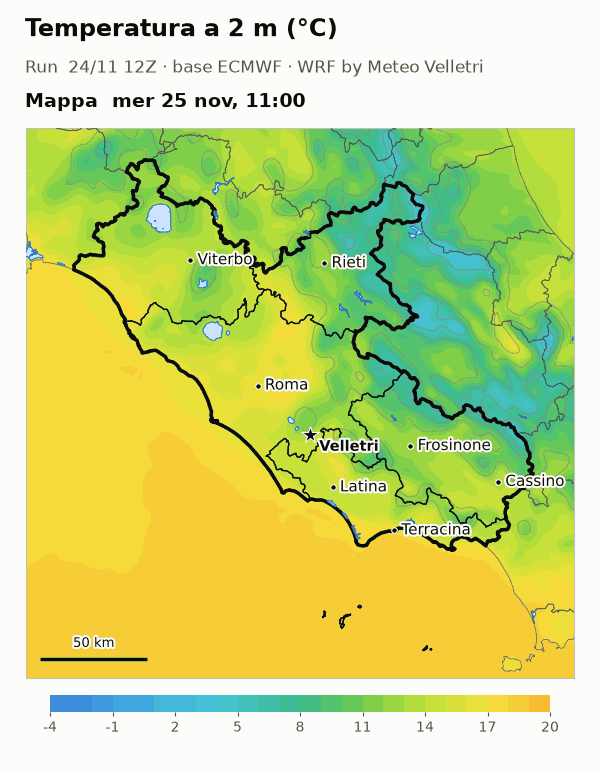 Temperatura a 2 m (°C)
Run 24/11 12Z · base ECMWF · WRF by Meteo Velletri
Mappa mer 25 nov, 11:00
Viterbo
Rieti
Roma
Velletri
Frosinone
Cassino
Latina
Terracina
50 km
-4 -1 2 5 8 11 14 17 20